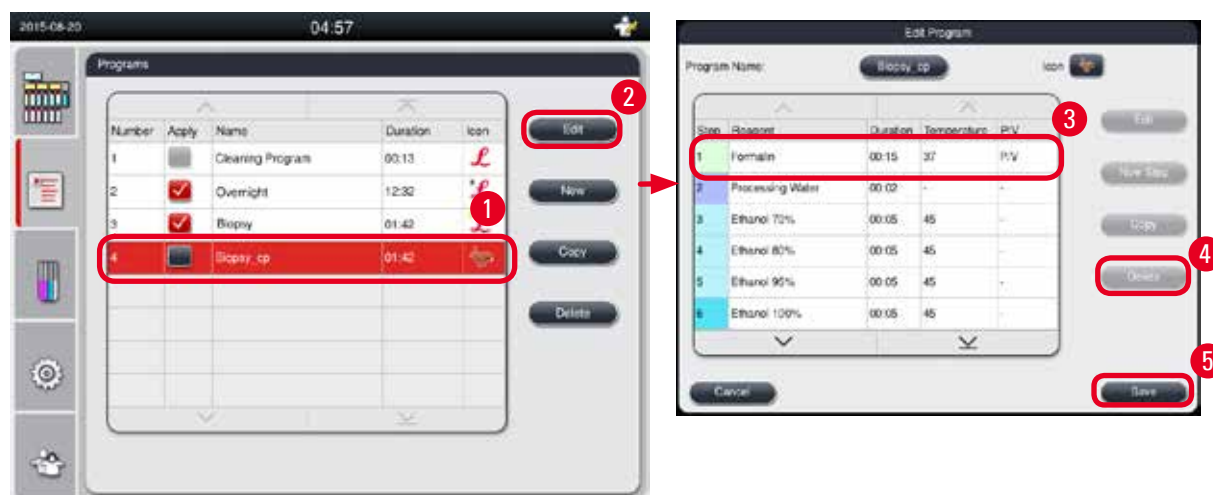 2015-08-20 04:57
Programs
Number Apply Name Duration Icon
1 Cleaning Program 00:13 L
2 Overnight 12:32 L
3 Biopsy 01:42
4 Biopsy_cp 01:42
Edit
New
Copy
Delete
1
2
Edit Program
Program Name: Biopsy_cp Icon
Step Reagent Duration Temperature P/V
1 Formalin 00:15 37 P/V
2 Processing Water 00:02 - -
3 Ethanol 70% 00:05 45 -
4 Ethanol 80% 00:05 45 -
5 Ethanol 95% 00:05 45 -
6 Ethanol 100% 00:05 45 -
Edit
New Step
Copy
Delete
Cancel
Save
3
4
5